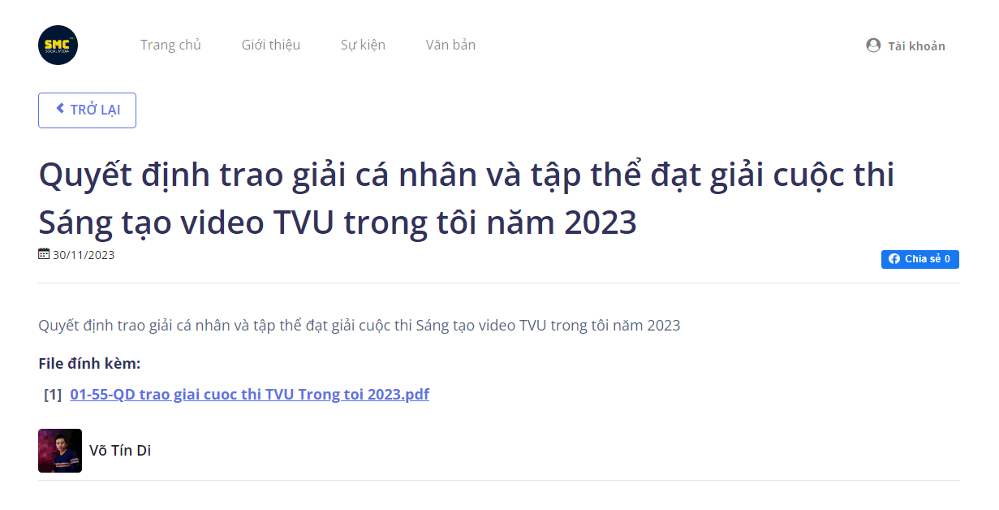 SMC
SOCIAL MEDIA
Trang chủ
Giới thiệu
Sự kiện
Văn bản
Tài khoản
TRỞ LẠI
Quyết định trao giải cá nhân và tập thể đạt giải cuộc thi
Sáng tạo video TVU trong tôi năm 2023
30/11/2023
Chia sẻ 0
Quyết định trao giải cá nhân và tập thể đạt giải cuộc thi Sáng tạo video TVU trong tôi năm 2023
File đính kèm:
[1] 01-55-QD trao giai cuoc thi TVU Trong toi 2023.pdf
Võ Tín Di